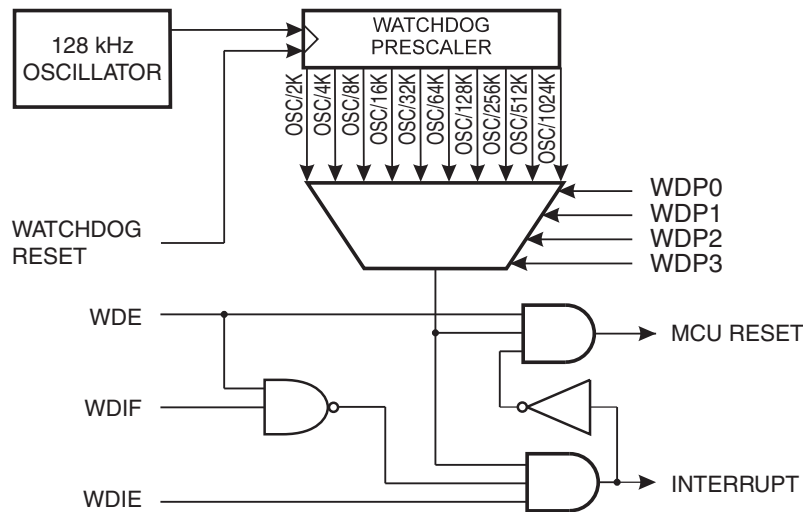 128 kHz
OSCILLATOR
WATCHDOG
PRESCALER
OSC/2K
OSC/4K
OSC/8K
OSC/16K
OSC/32K
OSC/64K
OSC/128K
OSC/256K
OSC/512K
OSC/1024K
WDP0
WDP1
WDP2
WDP3
WATCHDOG
RESET
WDE
MCU RESET
WDIF
WDIE
INTERRUPT